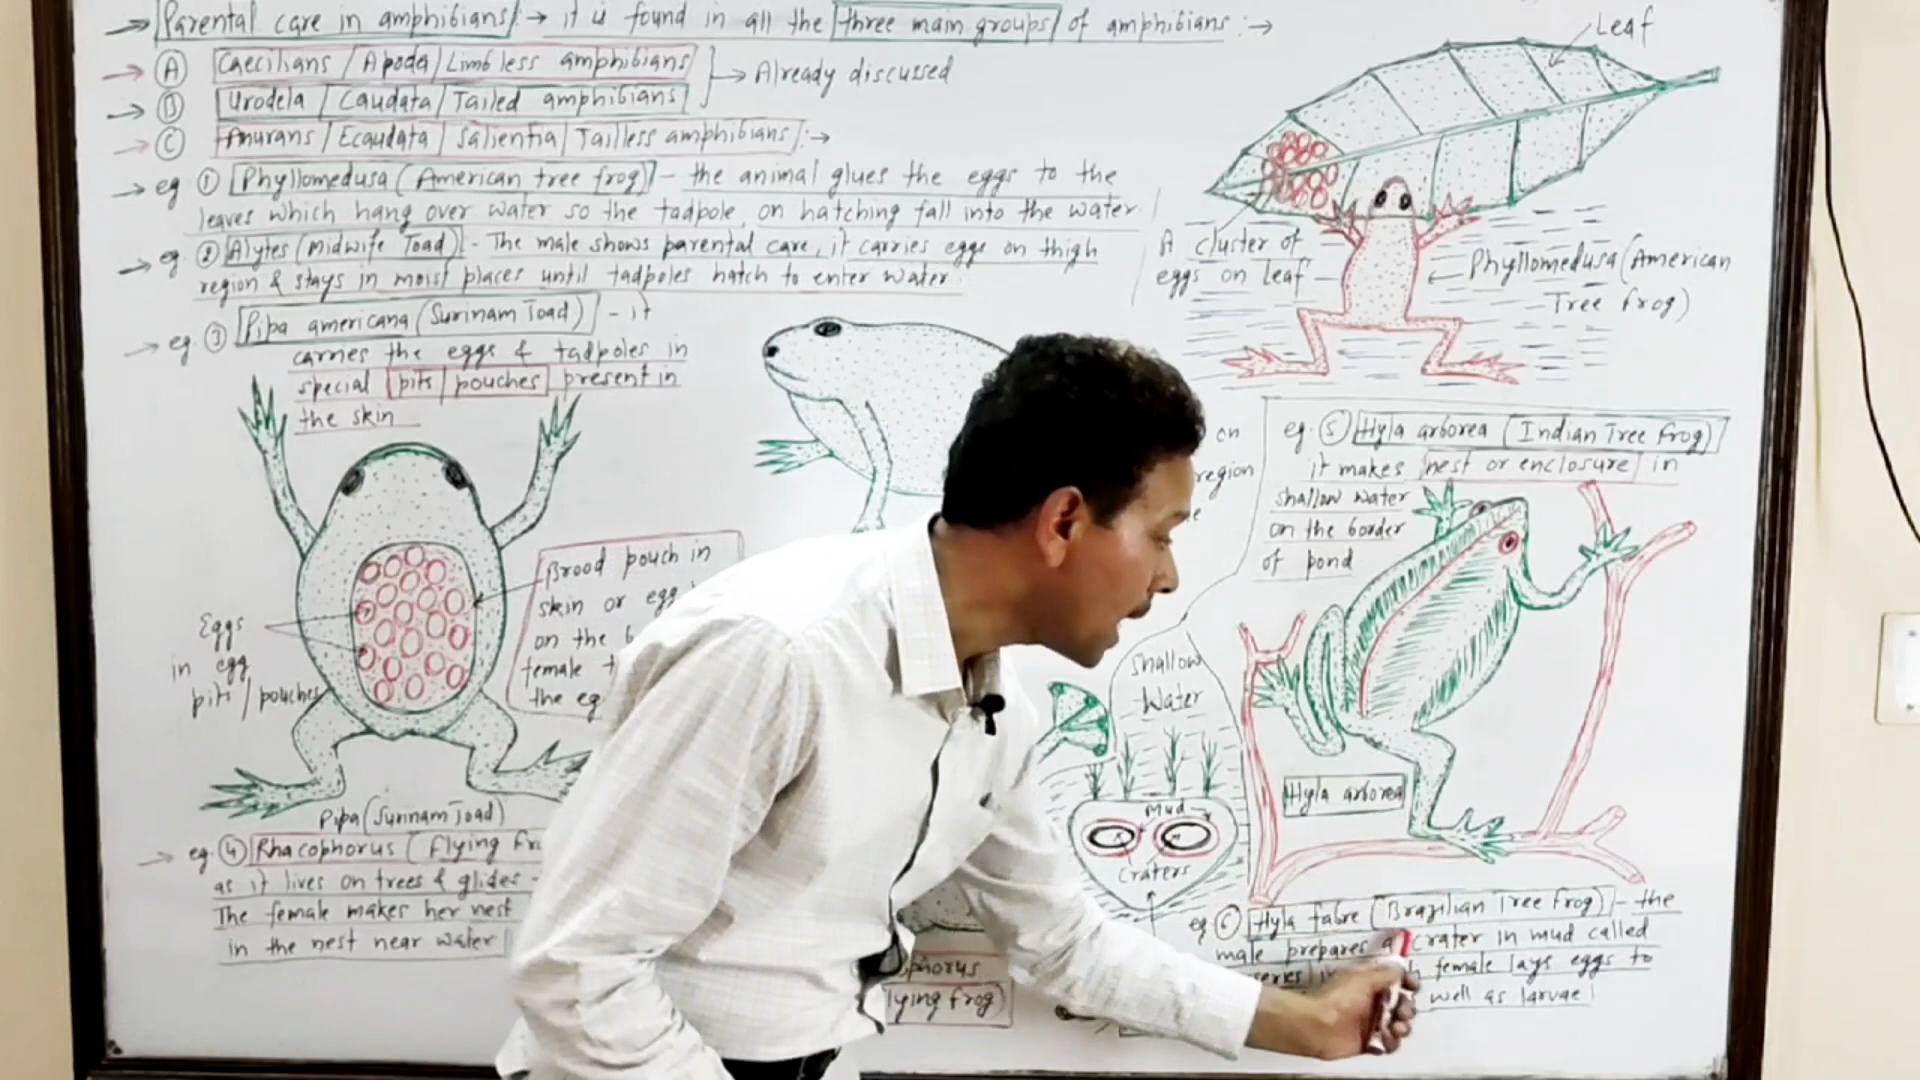 Parental care in amphibians :→ it is found in all the three main groups of amphibians :→
→ (A) Caecilians / Apoda / Limbless amphibians
→ (B) Urodela / Caudata / Tailed amphibians
→ Already discussed
→ (C) Anurans / Ecaudata / Salientia / Tailless amphibians :→
→ eg. ① Phyllomedusa (American tree frog) - the animal glues the eggs to the
leaves which hang over water so the tadpole, on hatching fall into the water
→ eg. ② Alytes (Midwife Toad) - The male shows parental care, it carries eggs on thigh
region & stays in moist places until tadpoles hatch to enter water
→ eg. ③ Pipa americana (Surinam Toad) - it
carries the eggs & tadpoles in
special pits / pouches present in
the skin
Eggs
in egg
pits / pouches
Brood pouch in
skin or egg
on the
female
the eg
Pipa (Surinam Toad)
→ eg. ④ Rhacophorus (Flying
as it lives on trees & glides -
The female makes her nest
in the nest near water
phorus
lying frog)
Leaf
A cluster of
eggs on leaf
Phyllomedusa (American
Tree frog)
on
region
eg. ⑤ Hyla arborea (Indian Tree frog)
it makes nest or enclosure in
shallow water
on the border
of pond
Shallow
Water
Mud
Craters
Hyla arborea
eg ⑥ Hyla fabre (Brazilian Tree frog) - the
male prepares a crater in mud called
female lays eggs to
well as larvae